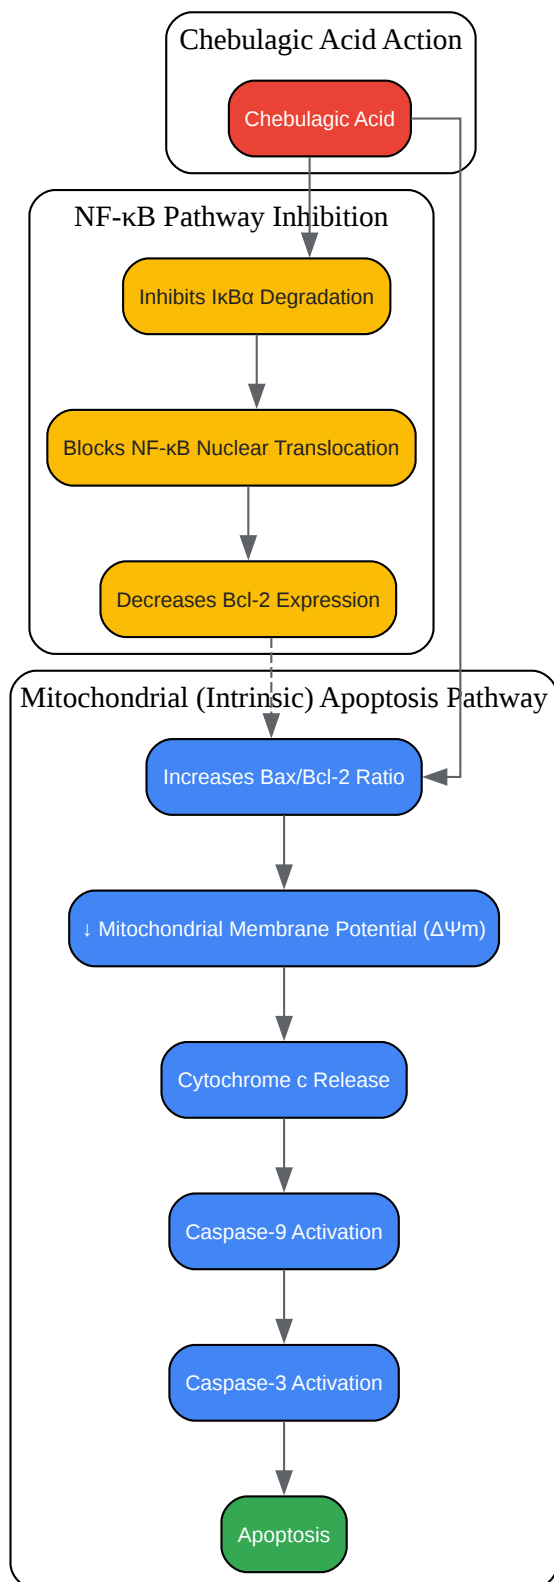 Chebulagic Acid Action
Chebulagic Acid
NF-κB Pathway Inhibition
Inhibits IκBα Degradation
Blocks NF-κB Nuclear Translocation
Decreases Bcl-2 Expression
Mitochondrial (Intrinsic) Apoptosis Pathway
Increases Bax/Bcl-2 Ratio
↓ Mitochondrial Membrane Potential (ΔΨm)
Cytochrome c Release
Caspase-9 Activation
Caspase-3 Activation
Apoptosis